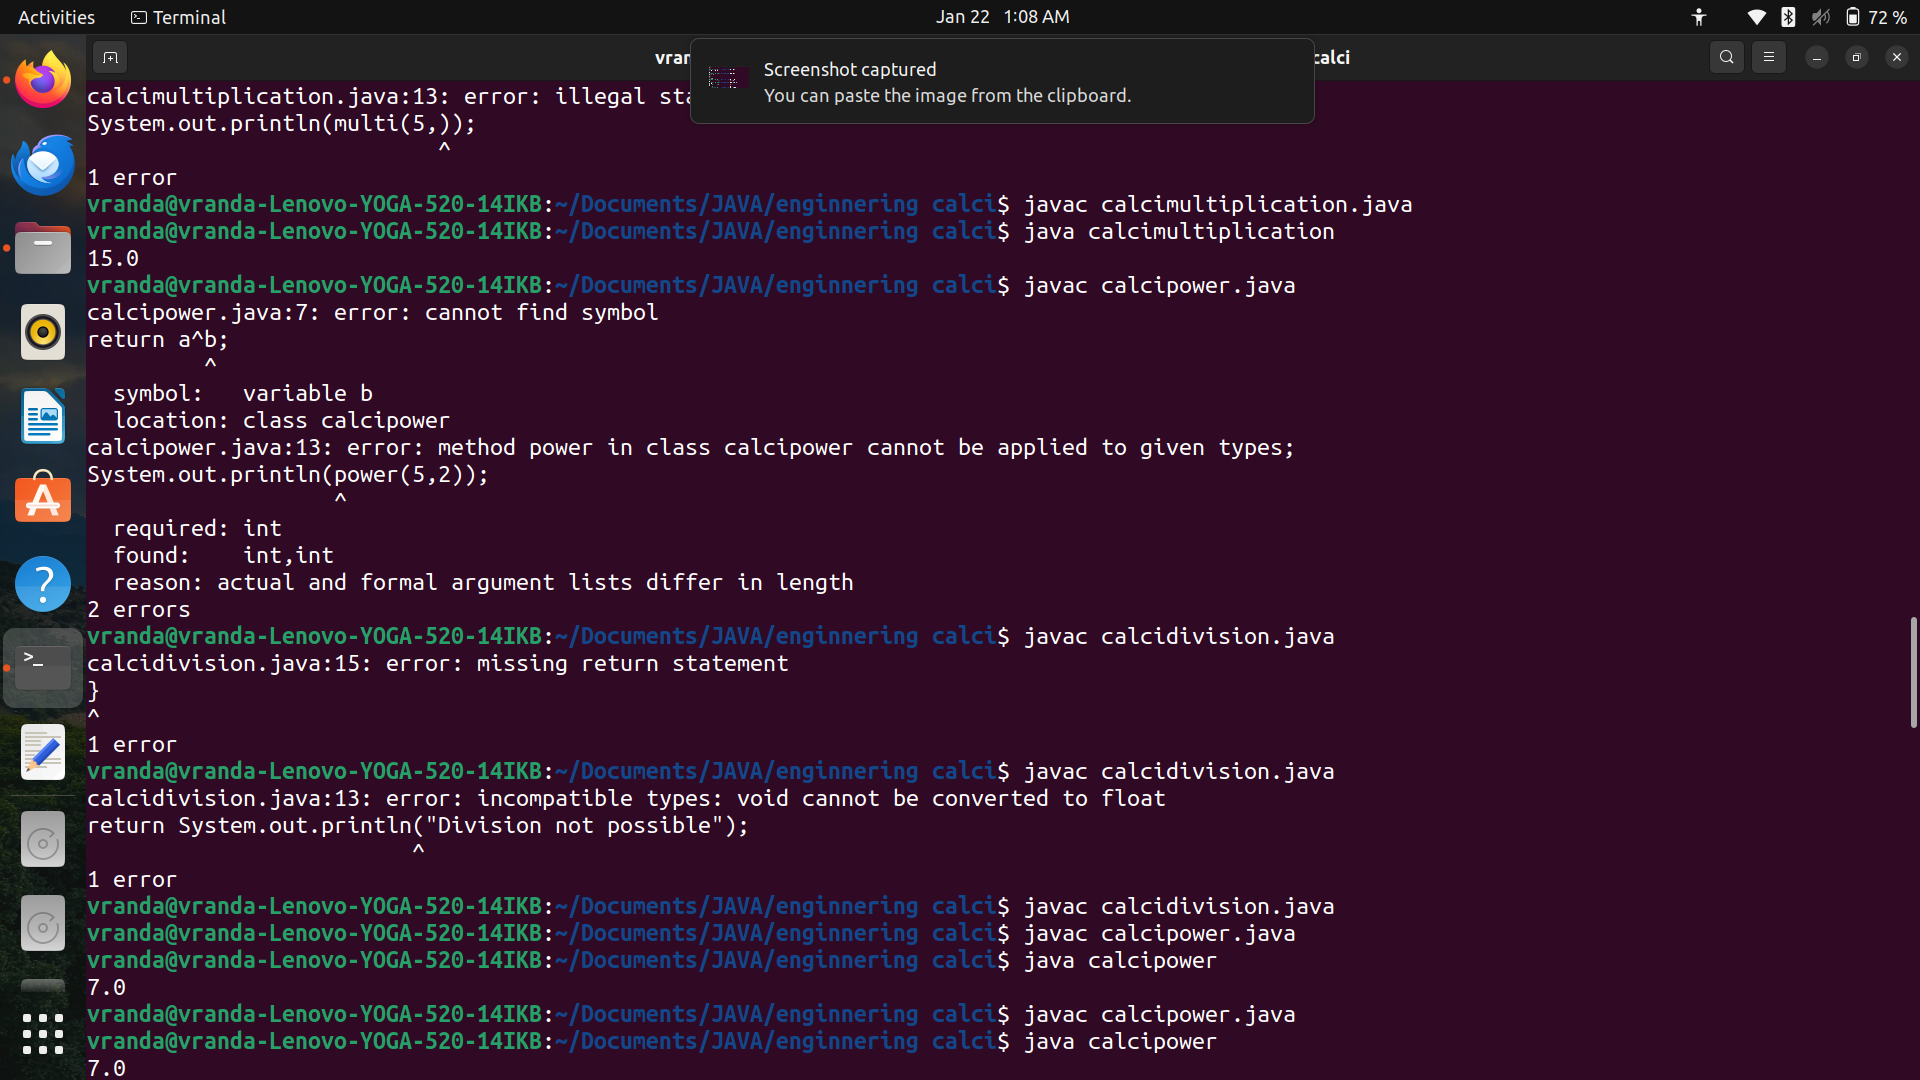 Activities
Terminal
Jan 22 1:08 AM
72 %
Screenshot captured
You can paste the image from the clipboard.
calcimultiplication.java:13: error: illegal
System.out.println(multi(5,));
^
1 error
vranda@vranda-Lenovo-YOGA-520-14IKB:~/Documents/JAVA/enginnering calci$ javac calcimultiplication.java
vranda@vranda-Lenovo-YOGA-520-14IKB:~/Documents/JAVA/enginnering calci$ java calcimultiplication
15.0
vranda@vranda-Lenovo-YOGA-520-14IKB:~/Documents/JAVA/enginnering calci$ javac calcipower.java
calcipower.java:7: error: cannot find symbol
return a^b;
^
symbol: variable b
location: class calcipower
calcipower.java:13: error: method power in class calcipower cannot be applied to given types;
System.out.println(power(5,2));
^
required: int
found: int,int
reason: actual and formal argument lists differ in length
2 errors
vranda@vranda-Lenovo-YOGA-520-14IKB:~/Documents/JAVA/enginnering calci$ javac calcidivision.java
calcidivision.java:15: error: missing return statement
}
^
1 error
vranda@vranda-Lenovo-YOGA-520-14IKB:~/Documents/JAVA/enginnering calci$ javac calcidivision.java
calcidivision.java:13: error: incompatible types: void cannot be converted to float
return System.out.println("Division not possible");
^
1 error
vranda@vranda-Lenovo-YOGA-520-14IKB:~/Documents/JAVA/enginnering calci$ javac calcidivision.java
vranda@vranda-Lenovo-YOGA-520-14IKB:~/Documents/JAVA/enginnering calci$ javac calcipower.java
vranda@vranda-Lenovo-YOGA-520-14IKB:~/Documents/JAVA/enginnering calci$ java calcipower
7.0
vranda@vranda-Lenovo-YOGA-520-14IKB:~/Documents/JAVA/enginnering calci$ javac calcipower.java
vranda@vranda-Lenovo-YOGA-520-14IKB:~/Documents/JAVA/enginnering calci$ java calcipower
7.0